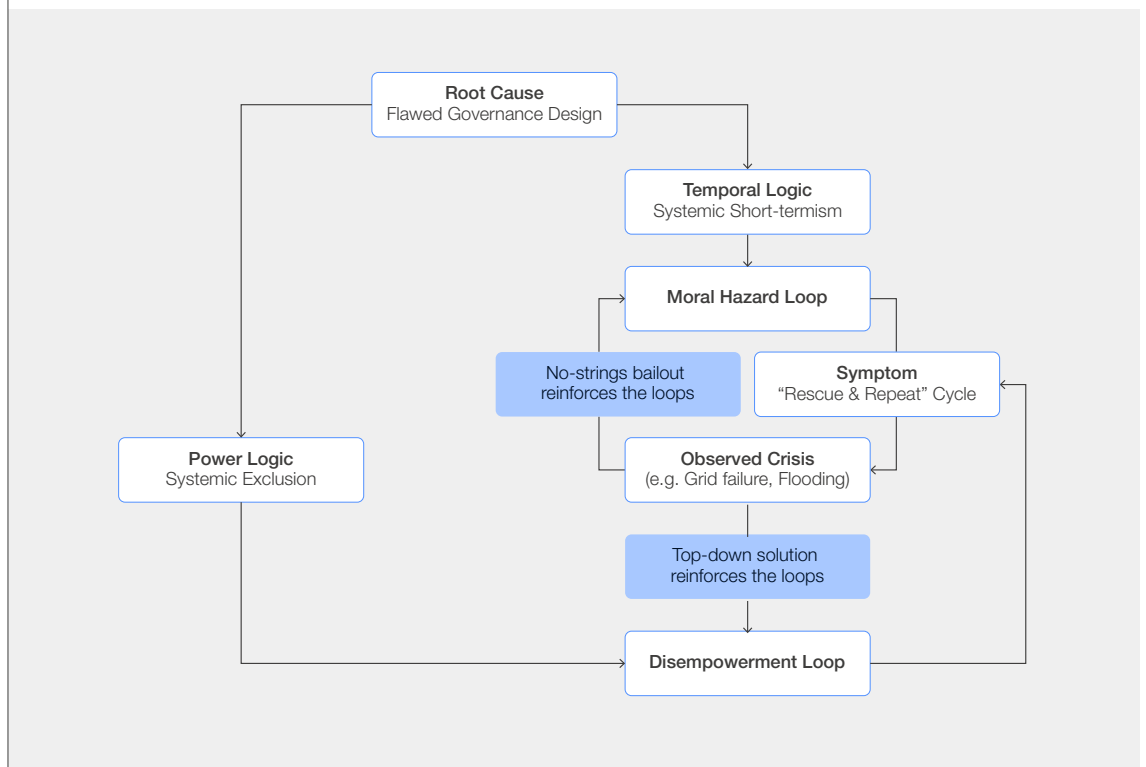 Root Cause
Flawed Governance Design
Temporal Logic
Systemic Short-termism
Moral Hazard Loop
No-strings bailout
reinforces the loops
Symptom
“Rescue & Repeat” Cycle
Power Logic
Systemic Exclusion
Observed Crisis
(e.g. Grid failure, Flooding)
Top-down solution
reinforces the loops
Disempowerment Loop